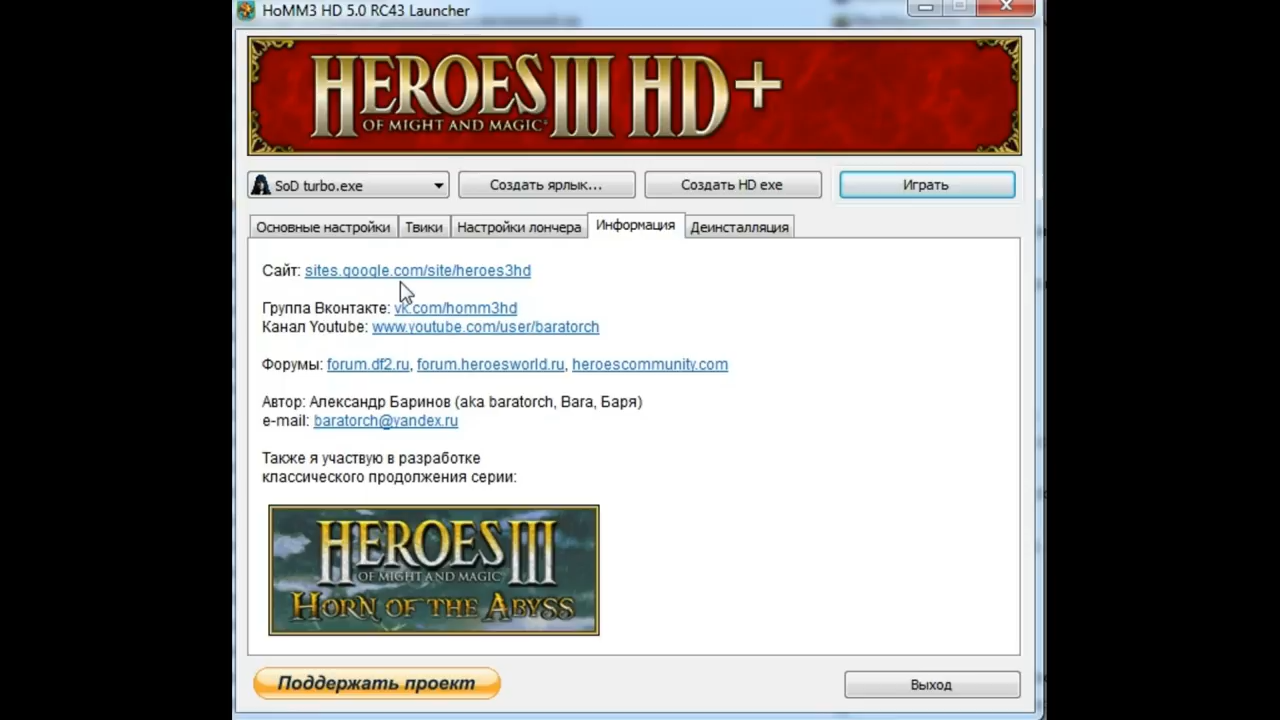 HoMM3 HD 5.0 RC43 Launcher
HEROES III HD+
OF MIGHT AND MAGIC®
SoD turbo.exe Создать ярлык... Создать HD exe Играть
Основные настройки Твики Настройки лончера Информация Деинсталляция
Сайт: sites.google.com/site/heroes3hd
Группа Вконтакте: vk.com/homm3hd
Канал Youtube: www.youtube.com/user/baratorch
Форумы: forum.df2.ru, forum.heroesworld.ru, heroescommunity.com
Автор: Александр Баринов (aka baratorch, Bara, Баря)
e-mail: baratorch@yandex.ru
Также я участвую в разработке
классического продолжения серии:
HEROES III
OF MIGHT AND MAGIC
HORN OF THE ABYSS
Поддержать проект Выход